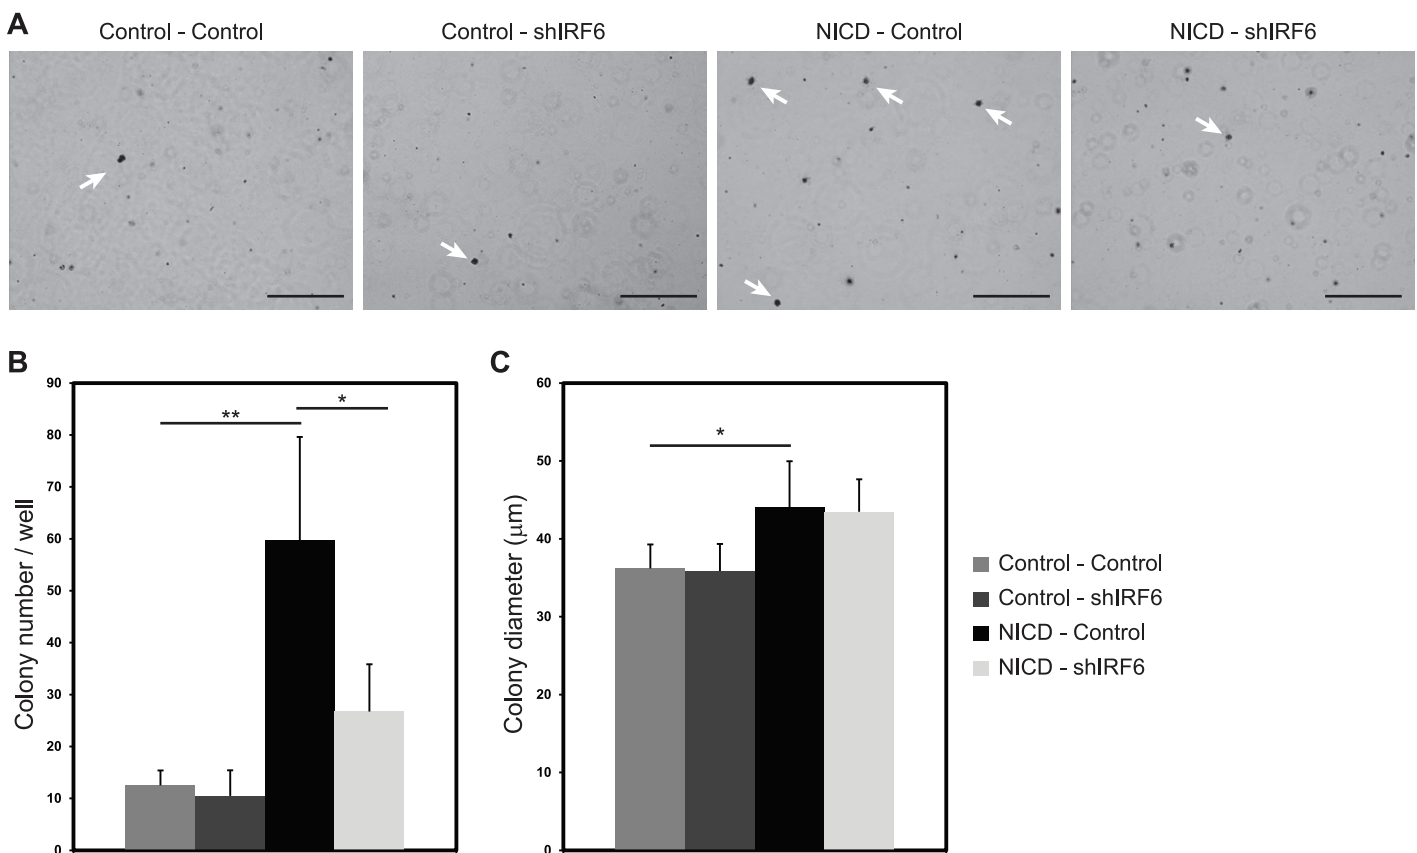 A
Control - Control
Control - shIRF6
NICD - Control
NICD - shIRF6
B
90
80
70
60
50
40
30
20
10
0
Colony number / well
**
*
C
60
50
40
30
20
10
0
Colony diameter (μm)
*
Control - Control
Control - shIRF6
NICD - Control
NICD - shIRF6